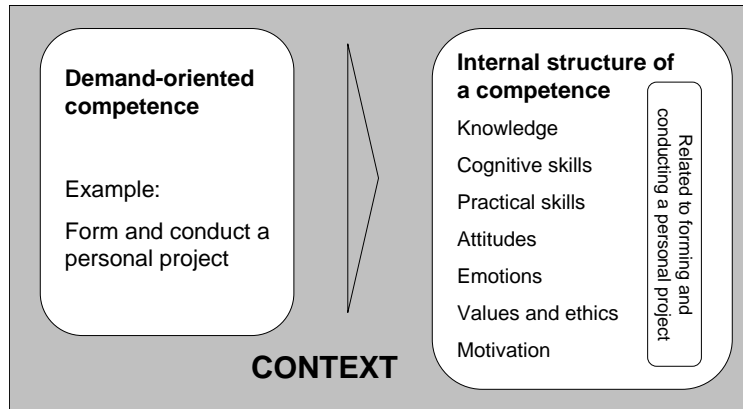 Demand-oriented
competence
Example:
Form and conduct a
personal project
Internal structure of
a competence
Knowledge
Cognitive skills
Practical skills
Attitudes
Emotions
Values and ethics
Motivation
Related to forming and
conducting a personal project
CONTEXT